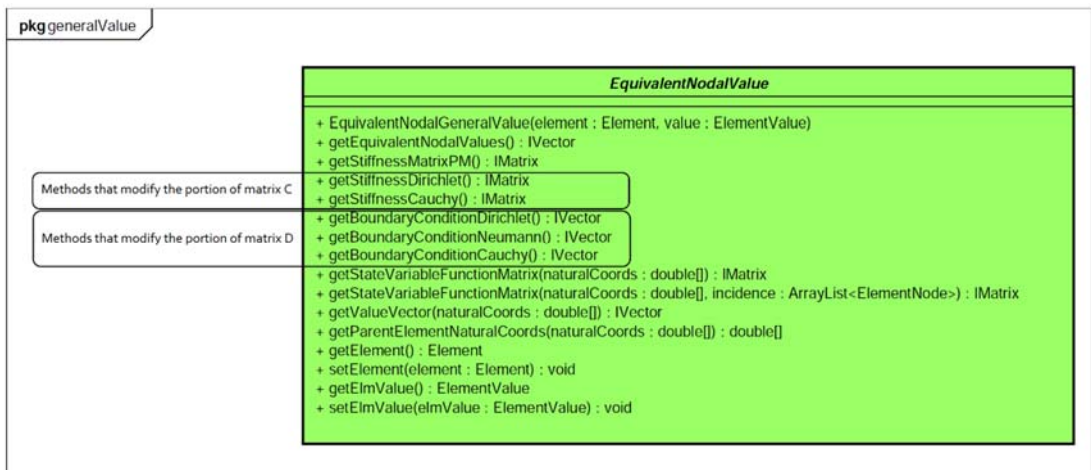 pkg generalValue
EquivalentNodalValue
+ EquivalentNodalGeneralValue(element : Element, value : ElementValue)
+ getEquivalentNodalValues() : IVector
+ getStiffnessMatrixPM() : IMatrix
Methods that modify the portion of matrix C
+ getStiffnessDirichlet() : IMatrix
+ getStiffnessCauchy() : IMatrix
Methods that modify the portion of matrix D
+ getBoundaryConditionDirichlet() : IVector
+ getBoundaryConditionNeumann() : IVector
+ getBoundaryConditionCauchy() : IVector
+ getStateVariableFunctionMatrix(naturalCoords : double[]) : IMatrix
+ getStateVariableFunctionMatrix(naturalCoords : double[], incidence : ArrayList<ElementNode>) : IMatrix
+ getValueVector(naturalCoords : double[]) : IVector
+ getParentElementNaturalCoords(naturalCoords : double[]) : double[]
+ getElement() : Element
+ setElement(element : Element) : void
+ getElmValue() : ElementValue
+ setElmValue(elmValue : ElementValue) : void